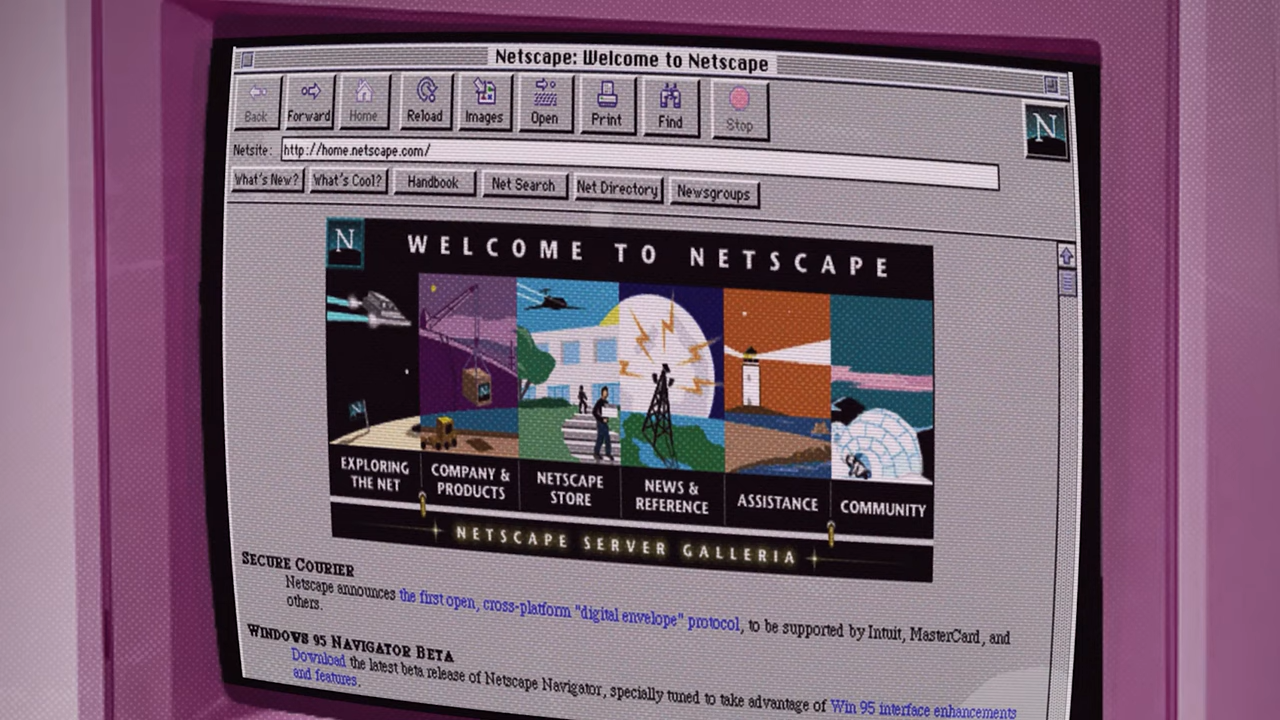 Netscape: Welcome to Netscape
Back Forward Home Reload Images Open Print Find Stop
N
Netsite: http://home.netscape.com/
What's New? What's Cool? Handbook Net Search Net Directory Newsgroups
N WELCOME TO NETSCAPE
N
N
EXPLORING THE NET
COMPANY & PRODUCTS
NETSCAPE STORE
NEWS & REFERENCE
ASSISTANCE
COMMUNITY
NETSCAPE SERVER GALLERIA
SECURE COURIER
Netscape announces the first open, cross-platform "digital envelope" protocol, to be supported by Intuit, MasterCard, and
others.
WINDOWS 95 NAVIGATOR BETA
Download the latest beta release of Netscape Navigator, specially tuned to take advantage of Win 95 interface enhancements
and features.